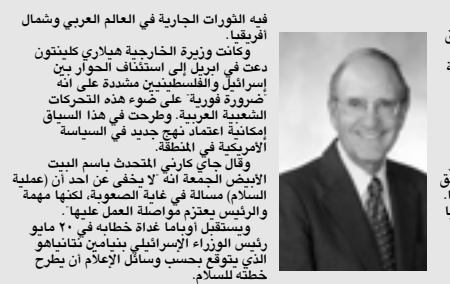 فيه الثورات الجارية في العالم العربي وشمال
أفريقيا.
وكانت وزيرة الخارجية هيلاري كلينتون
دعت في ابريل إلى استئناف الحوار بين
إسرائيل والفلسطينيين مشددة على انه
"ضرورة فورية" على ضوء هذه التحركات
الشعبية العربية. وطرحت في هذا السياق
إمكانية اعتماد نهج جديد في السياسة
الأمريكية في المنطقة.
وقال جاي كارني المتحدث باسم البيت
الأبيض الجمعة انه "لا يخفى عن احد أن (عملية
السلام) مسالة في غاية الصعوبة، لكنها مهمة
والرئيس يعتزم مواصلة العمل عليها".
ويستقبل أوباما غداة خطابه في ٢٠ مايو
رئيس الوزراء الإسرائيلي بنيامين نتانياهو
الذي يتوقع بحسب وسائل الإعلام أن يطرح
خطته للسلام.